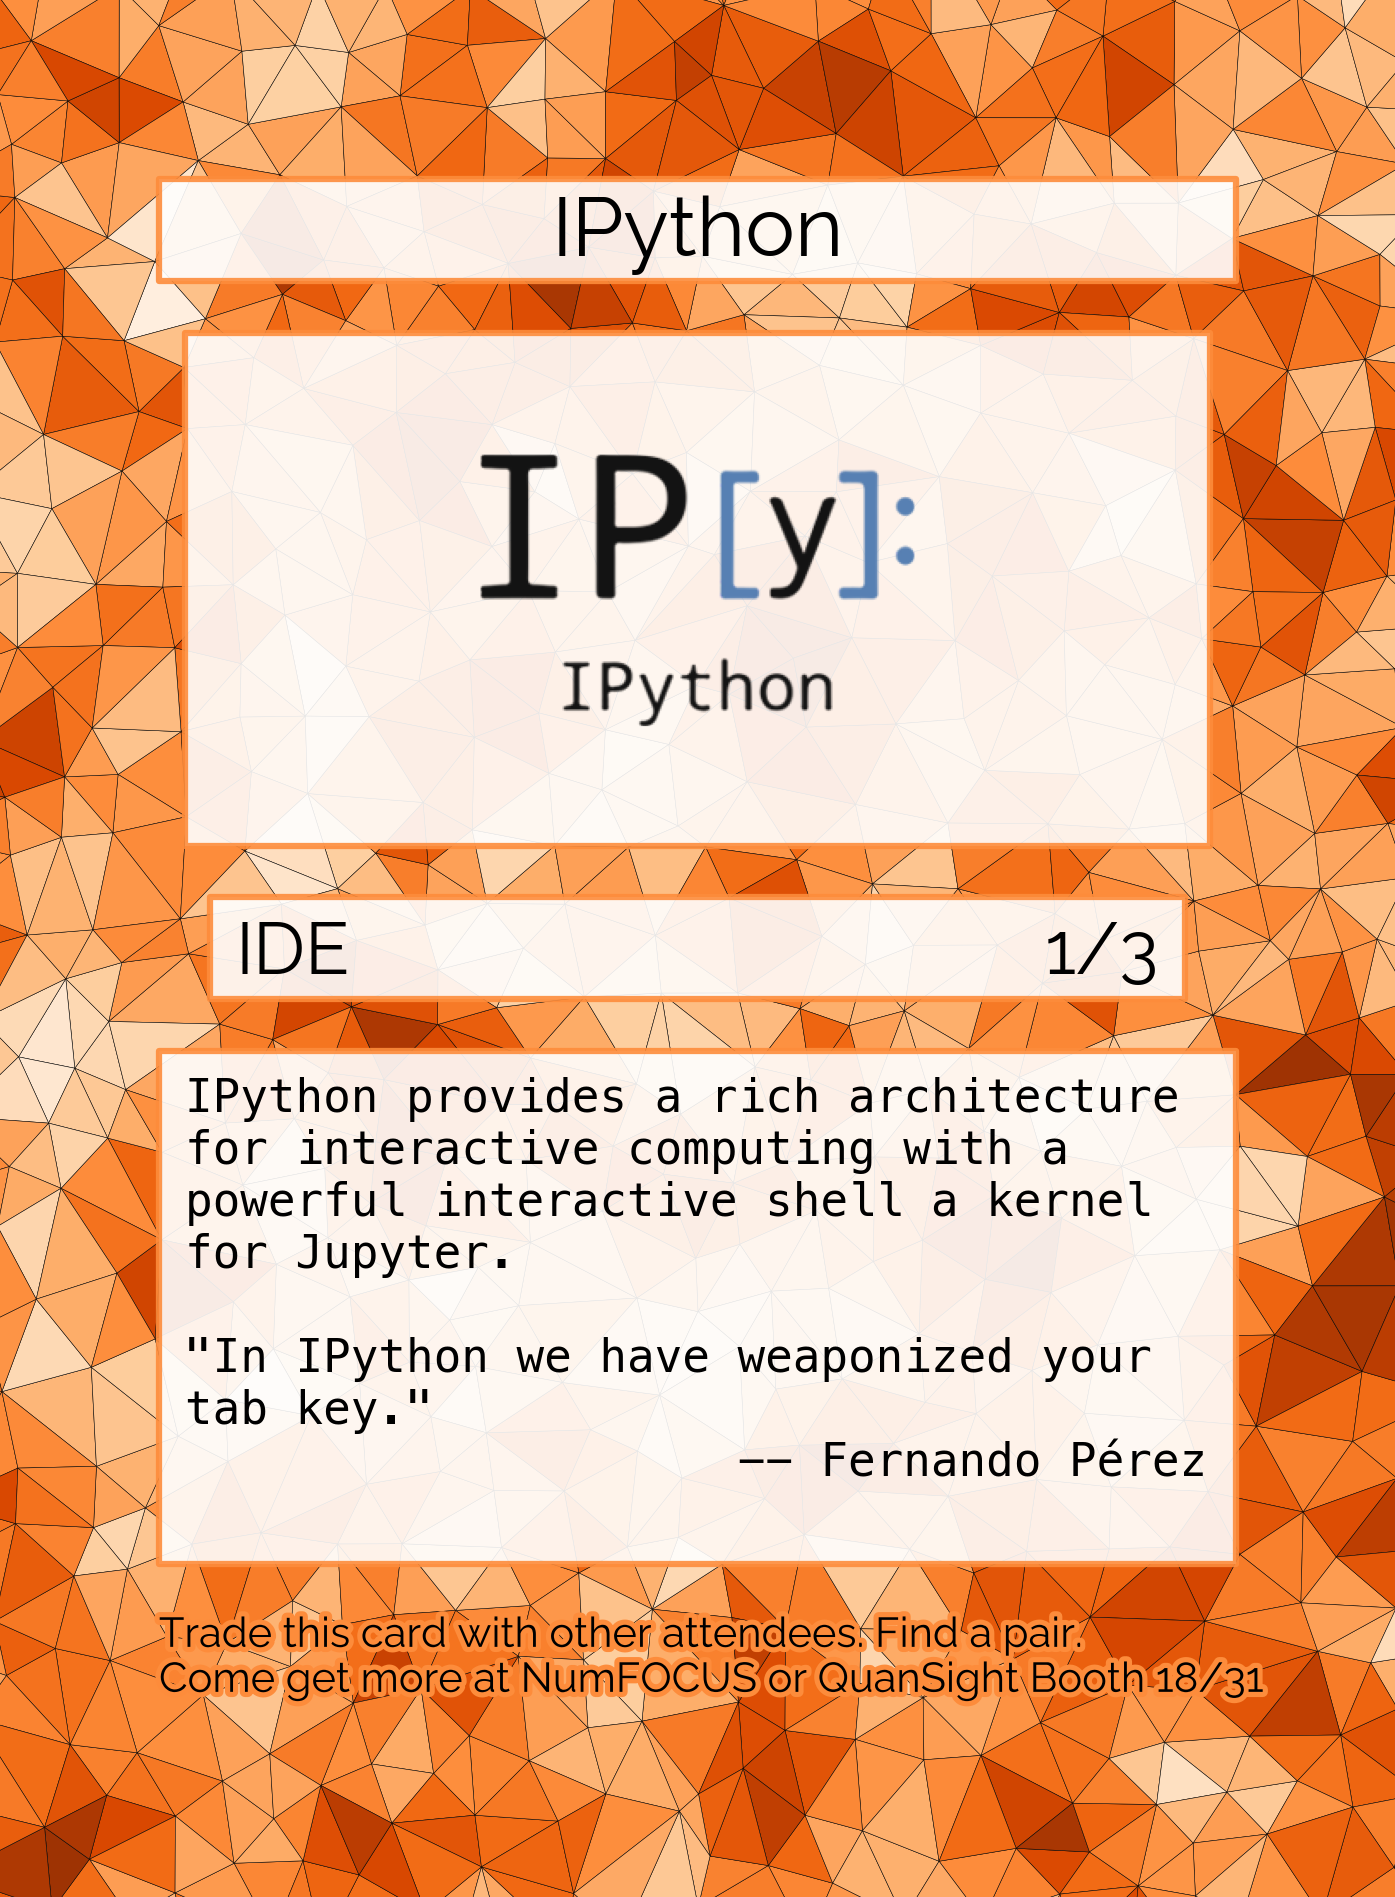 IPython
IP[y]:
IPython
IDE 1/3
IPython provides a rich architecture
for interactive computing with a
powerful interactive shell a kernel
for Jupyter.
"In IPython we have weaponized your
tab key."
-- Fernando Pérez
Trade this card with other attendees. Find a pair.
Come get more at NumFOCUS or QuanSight Booth 18/31